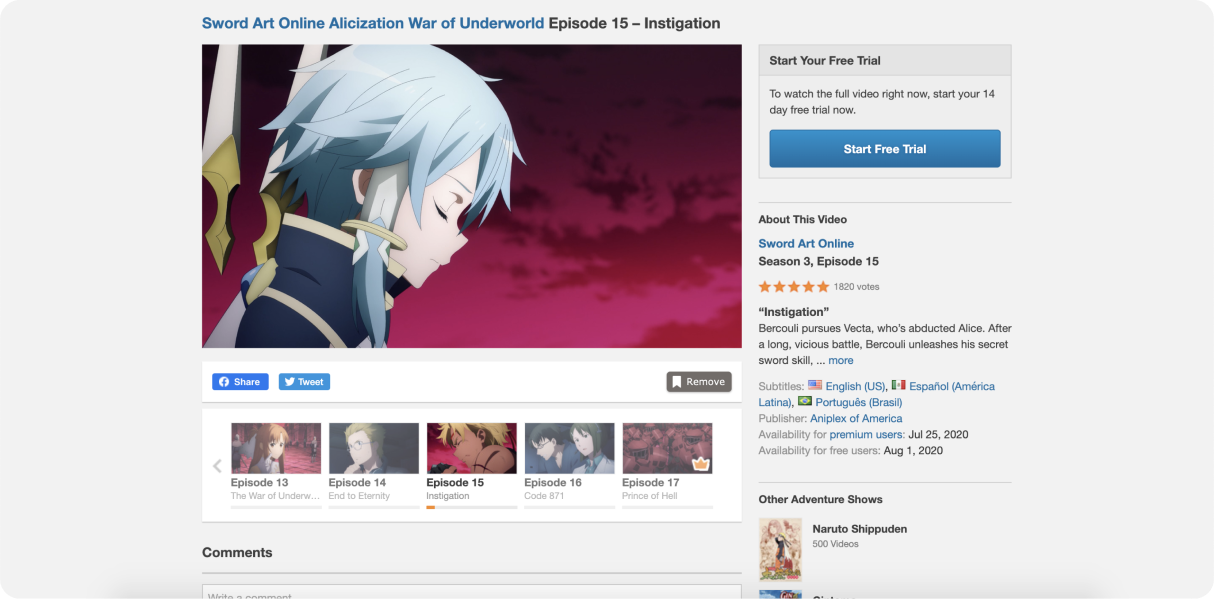 Sword Art Online Alicization War of Underworld Episode 15 – Instigation
Share
Tweet
Remove
Episode 13
The War of Underw...
Episode 14
End to Eternity
Episode 15
Instigation
Episode 16
Code 871
Episode 17
Prince of Hell
Comments
Write a comment
Start Your Free Trial
To watch the full video right now, start your 14
day free trial now.
Start Free Trial
About This Video
Sword Art Online
Season 3, Episode 15
1820 votes
“Instigation”
Bercouli pursues Vecta, who’s abducted Alice. After
a long, vicious battle, Bercouli unleashes his secret
sword skill, ... more
Subtitles: English (US), Español (América
Latina), Português (Brasil)
Publisher: Aniplex of America
Availability for premium users: Jul 25, 2020
Availability for free users: Aug 1, 2020
Other Adventure Shows
Naruto Shippuden
500 Videos